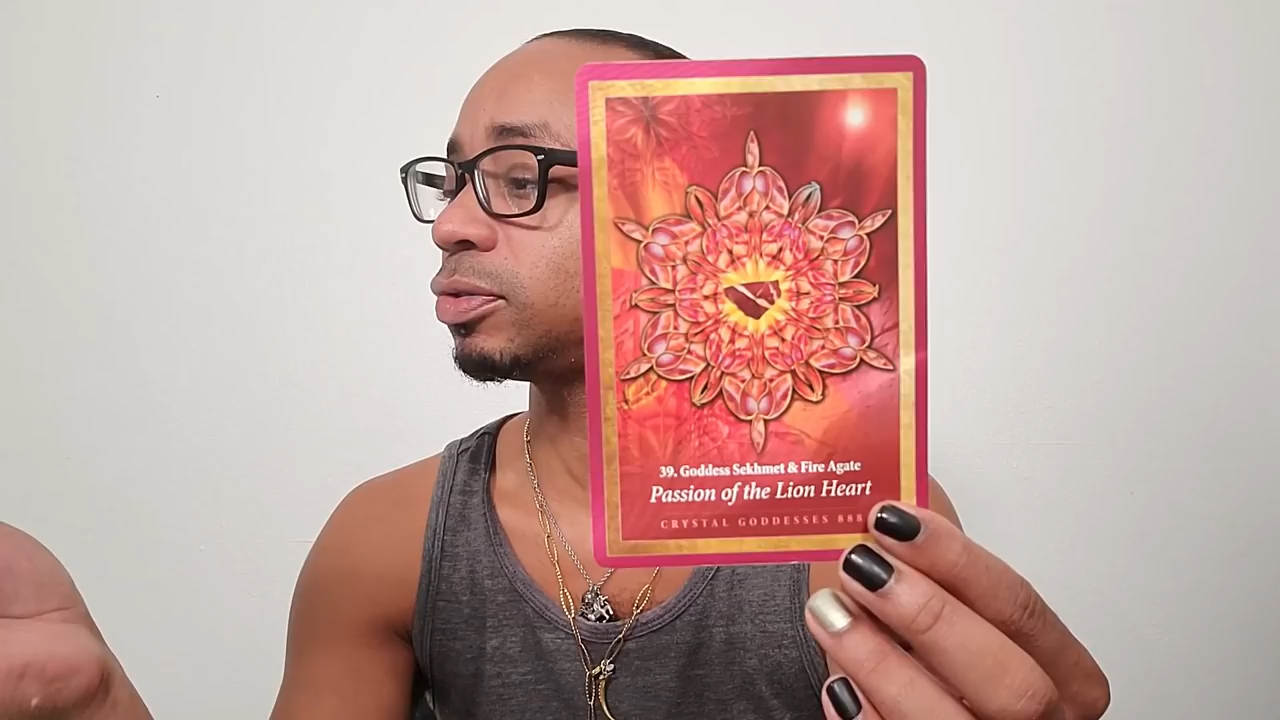 39. Goddess Sekhmet & Fire Agate
Passion of the Lion Heart
CRYSTAL GODDESSES 888